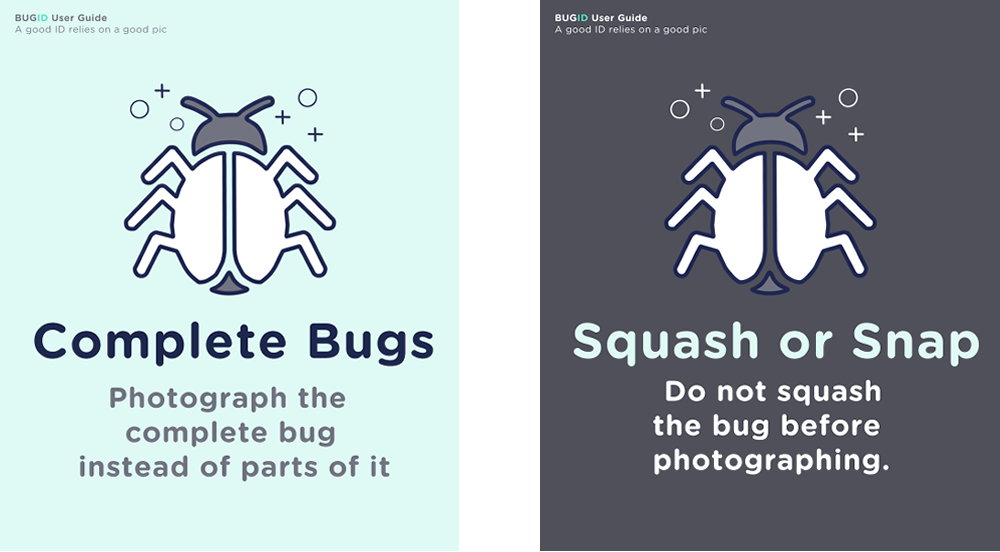 BUGID User Guide
A good ID relies on a good pic
Complete Bugs
Photograph the
complete bug
instead of parts of it
BUGID User Guide
A good ID relies on a good pic
Squash or Snap
Do not squash
the bug before
photographing.